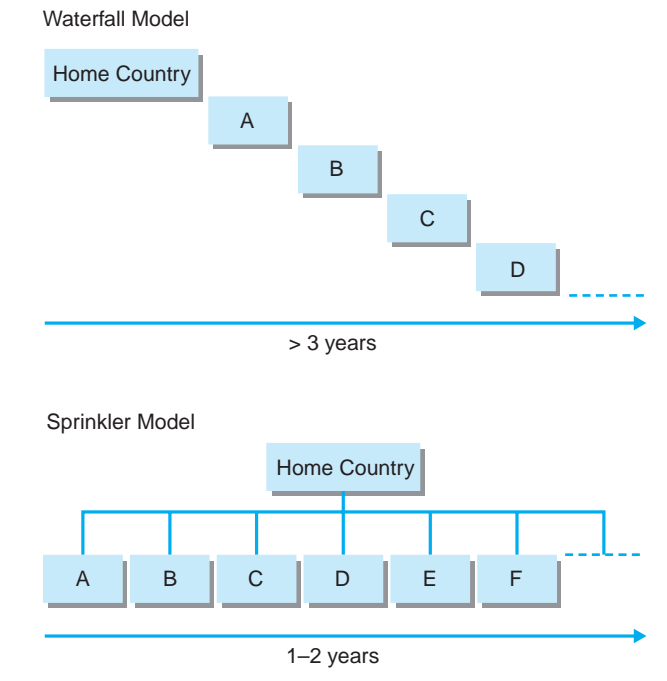 Waterfall Model
Home Country
A
B
C
D
> 3 years
Sprinkler Model
Home Country
A B C D E F
1–2 years